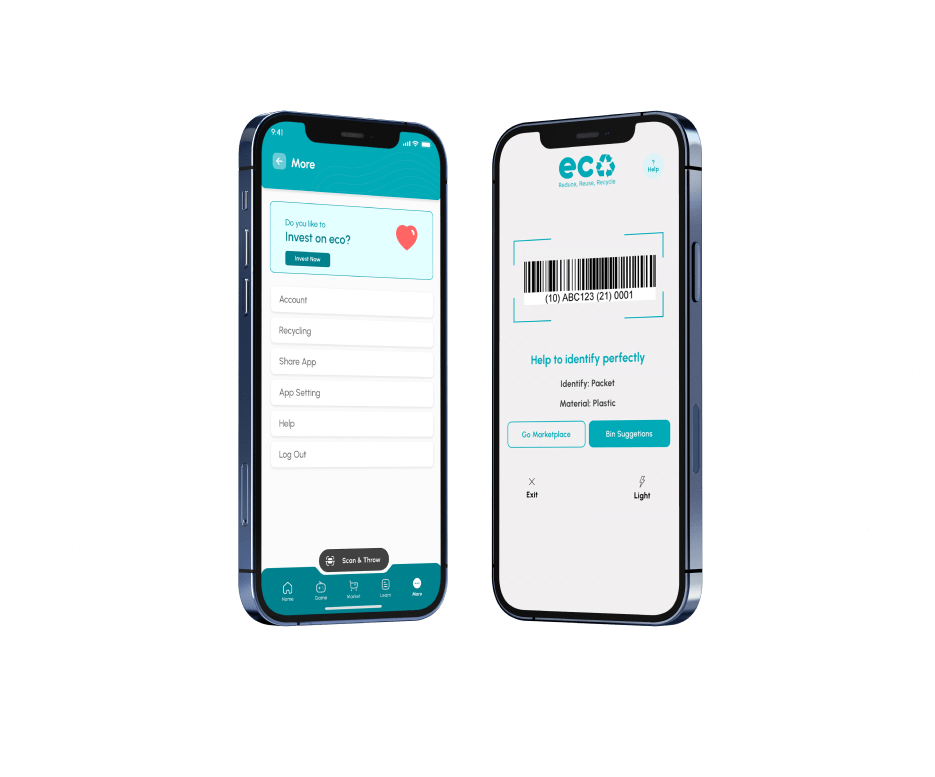 9:41
More
Do you like to
Invest on eco?
Invest Now
Account
Recycling
Share App
App Setting
Help
Log Out
Scan & Throw
Home
Game
Market
Learn
More
eco
Reduce, Reuse, Recycle
?
Help
(10) ABC123 (21) 0001
Help to identify perfectly
Identify: Packet
Material: Plastic
Go Marketplace
Bin Suggetions
Exit
Light